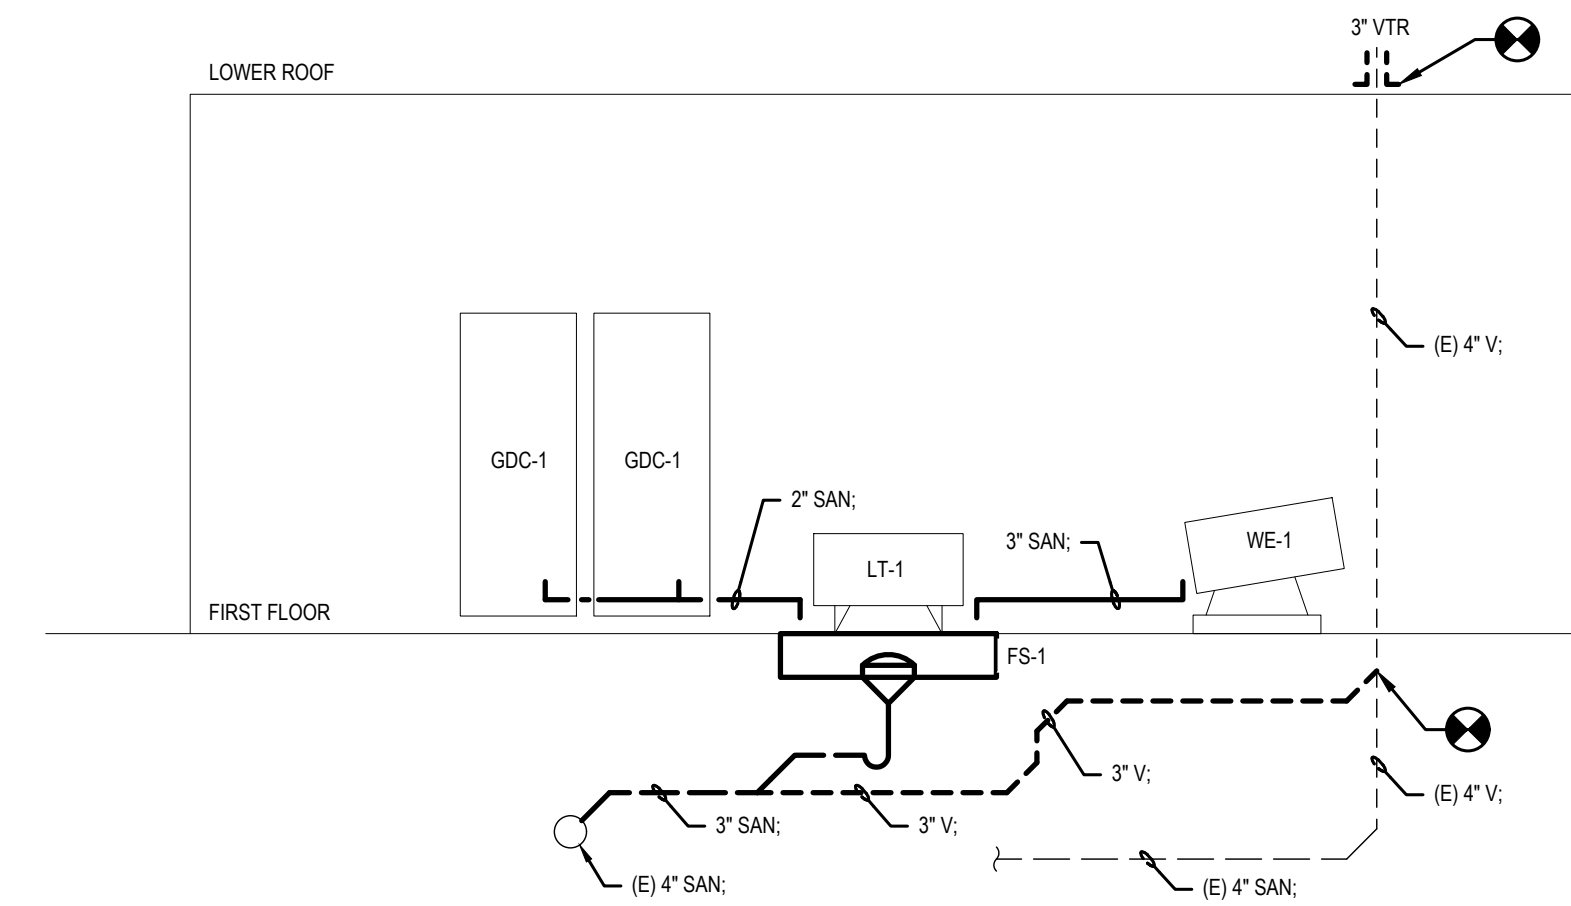 3" VTR
LOWER ROOF
(E) 4" V;
GDC-1
GDC-1
2" SAN;
3" SAN;
WE-1
LT-1
FIRST FLOOR
FS-1
3" V;
(E) 4" V;
3" SAN;
3" V;
(E) 4" SAN;
(E) 4" SAN;